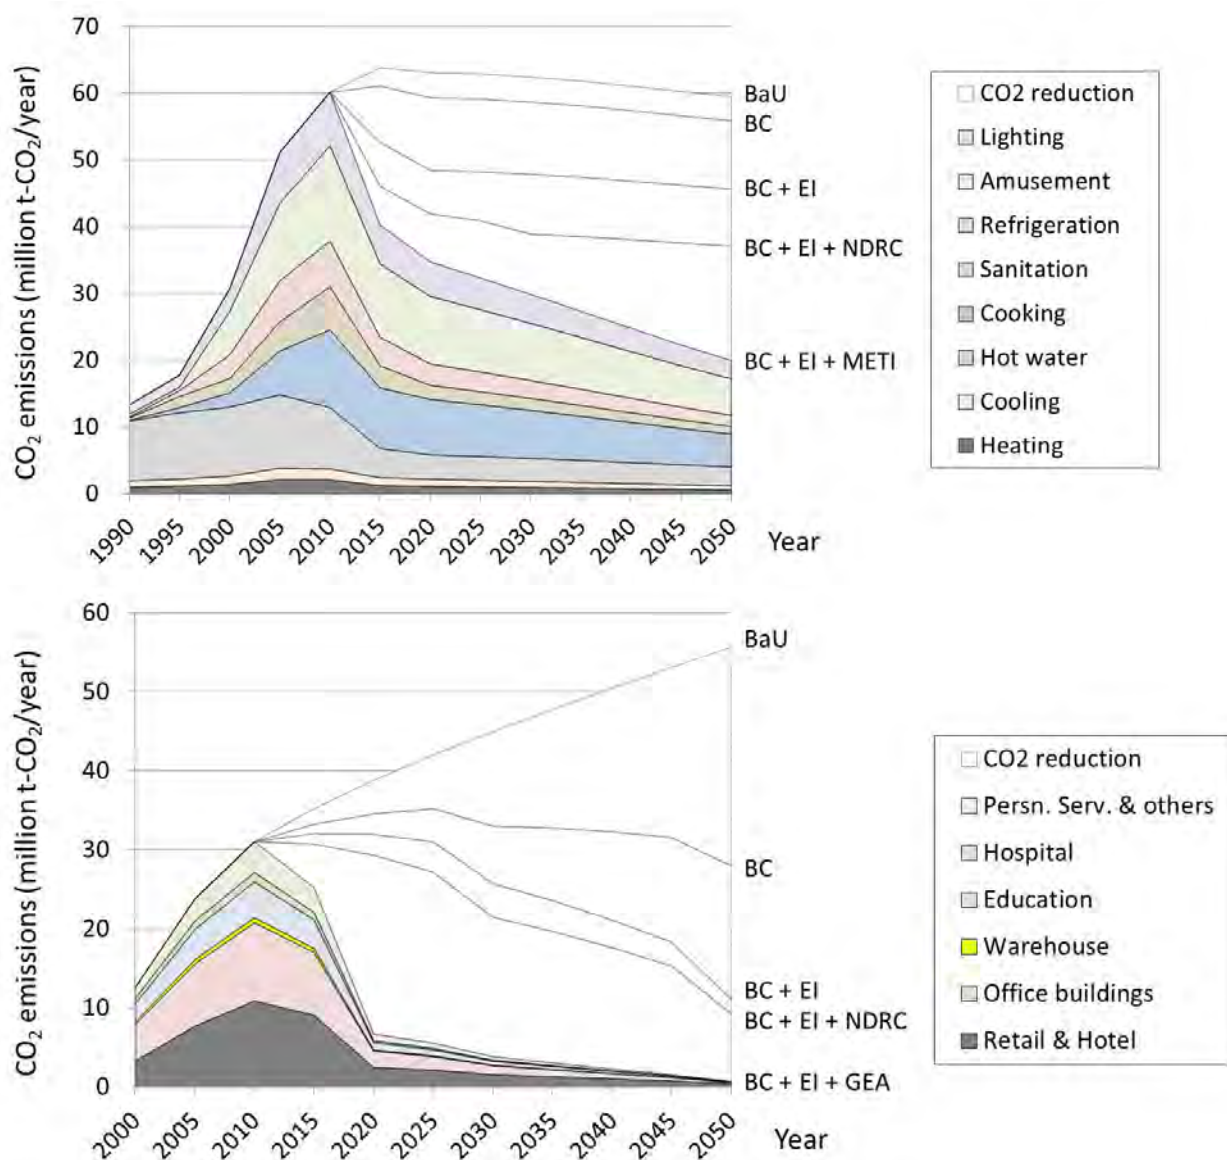 70
60
50
40
30
20
10
0
CO₂ emissions (million t-CO₂/year)
1990
1995
2000
2005
2010
2015
2020
2025
2030
2035
2040
2045
2050
Year
BaU
BC
BC + EI
BC + EI + NDRC
BC + EI + METI
CO2 reduction
Lighting
Amusement
Refrigeration
Sanitation
Cooking
Hot water
Cooling
Heating
60
50
40
30
20
10
0
CO₂ emissions (million t-CO₂/year)
2000
2005
2010
2015
2020
2025
2030
2035
2040
2045
2050
Year
BaU
BC
BC + EI
BC + EI + NDRC
BC + EI + GEA
CO2 reduction
Persn. Serv. & others
Hospital
Education
Warehouse
Office buildings
Retail & Hotel